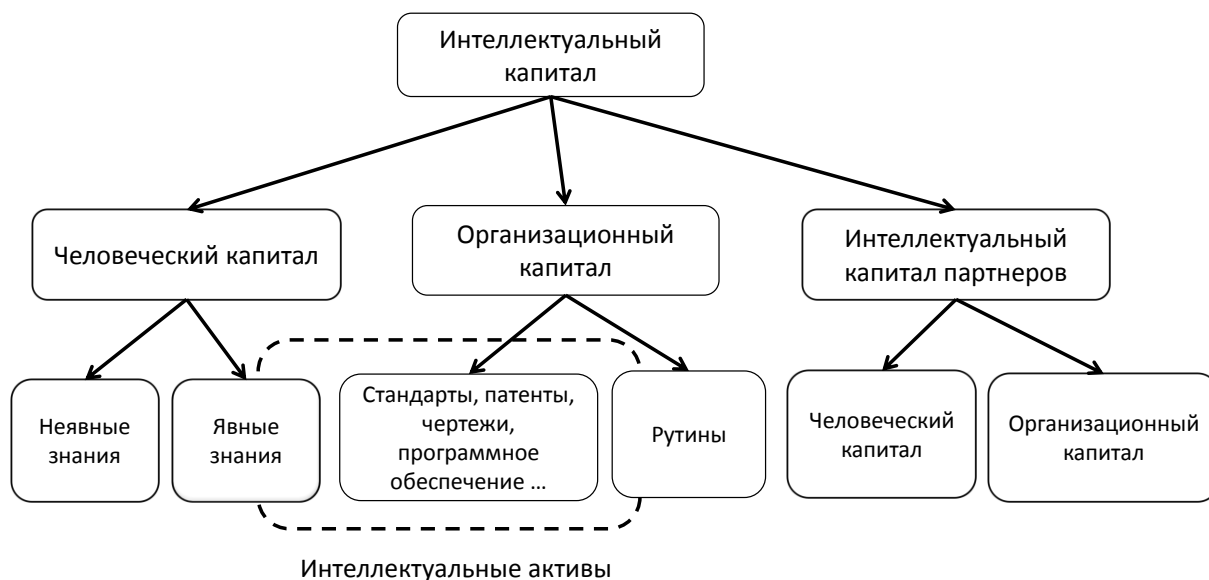 Интеллектуальный
капитал
Человеческий капитал
Организационный
капитал
Интеллектуальный
капитал партнеров
Неявные
знания
Явные
знания
Стандарты, патенты,
чертежи,
программное
обеспечение ...
Рутины
Человеческий
капитал
Организационный
капитал
Интеллектуальные активы